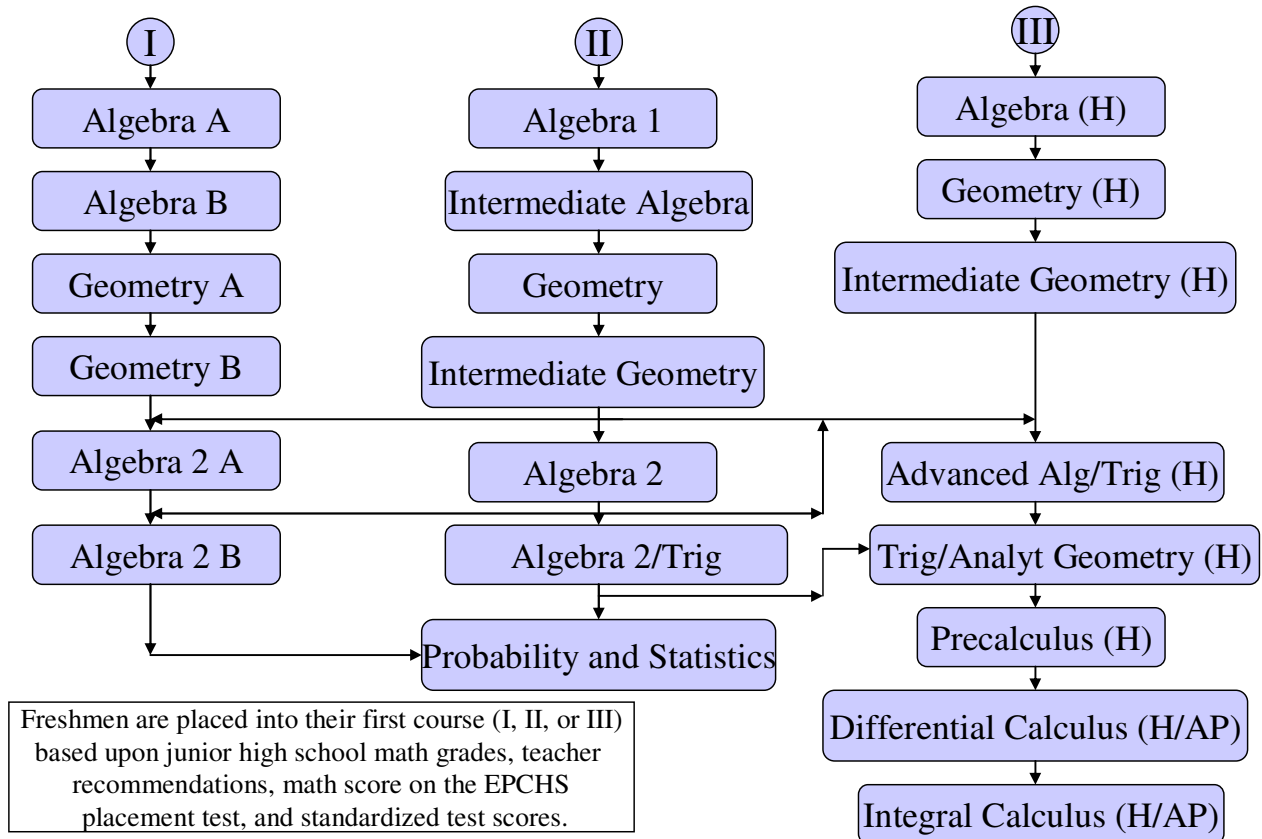 I
II
III
Algebra A
Algebra 1
Algebra (H)
Algebra B
Intermediate Algebra
Geometry (H)
Geometry A
Geometry
Intermediate Geometry (H)
Geometry B
Intermediate Geometry
Algebra 2 A
Algebra 2
Advanced Alg/Trig (H)
Algebra 2 B
Algebra 2/Trig
Trig/Analyt Geometry (H)
Probability and Statistics
Precalculus (H)
Freshmen are placed into their first course (I, II, or III)
based upon junior high school math grades, teacher
recommendations, math score on the EPCHS
placement test, and standardized test scores.
Differential Calculus (H/AP)
Integral Calculus (H/AP)